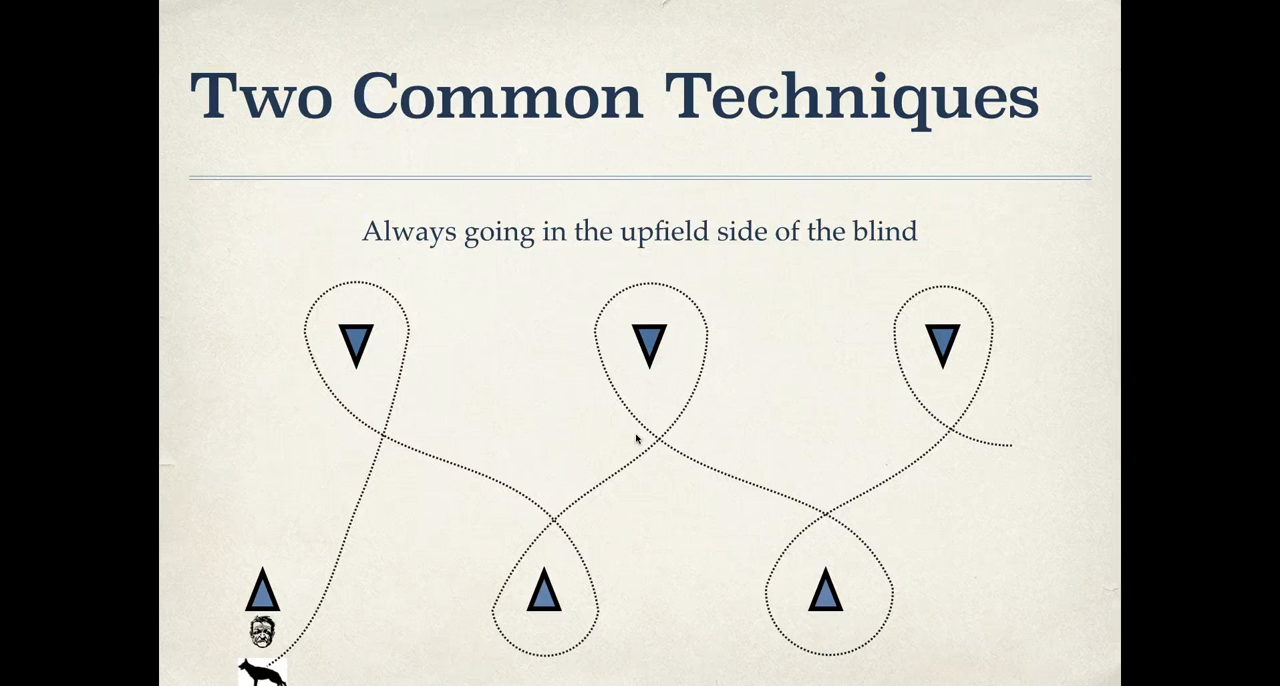 Two Common Techniques
Always going in the upfield side of the blind